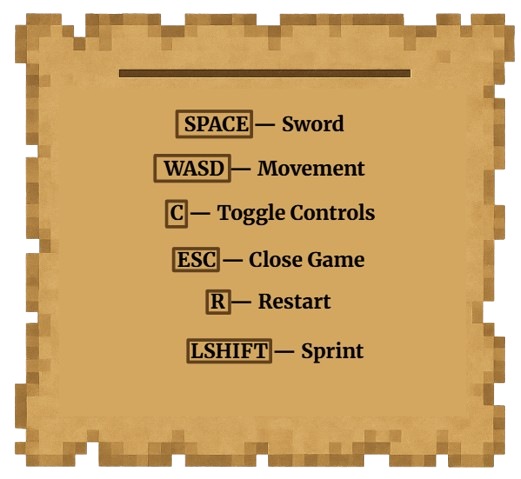 SPACE — Sword
WASD — Movement
C — Toggle Controls
ESC — Close Game
R — Restart
LSHIFT — Sprint